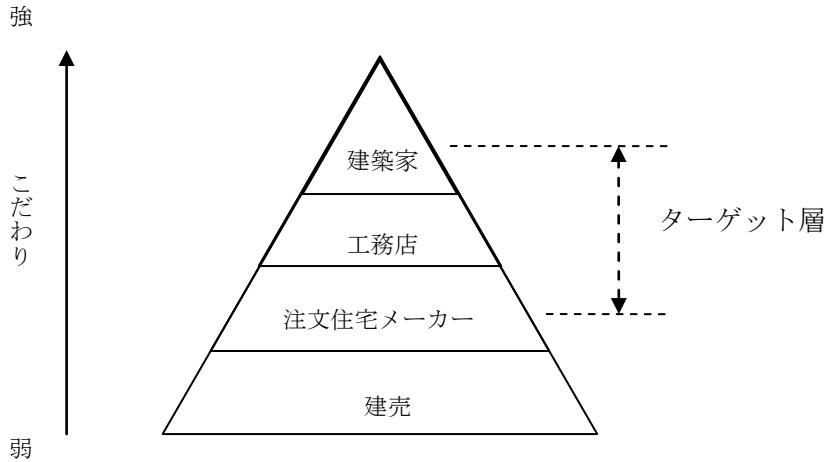 強
こだわり
弱
建築家
工務店
注文住宅メーカー
建売
ターゲット層